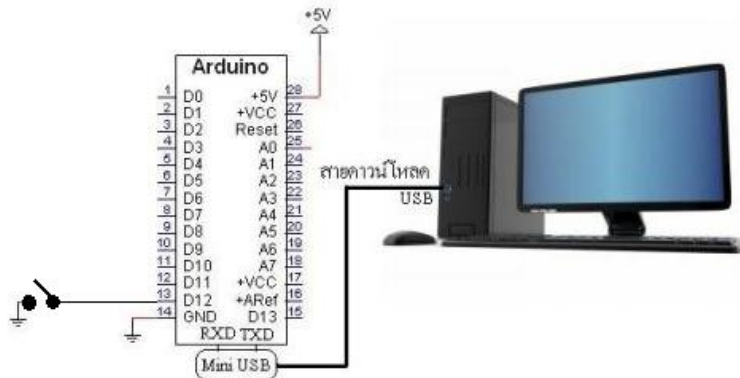 +5V
Arduino
1 D0 +5V 28
2 D1 +VCC 27
3 D2 Reset 26
4 D3 A0 25
5 D4 A1 24
6 D5 A2 23
7 D6 A3 22
8 D7 A4 21
9 D8 A5 20
10 D9 A6 19
11 D10 A7 18
12 D11 +VCC 17
13 D12 +ARef 16
14 GND D13 15
RXD TXD
Mini USB
สายดาวน์โหลด
USB